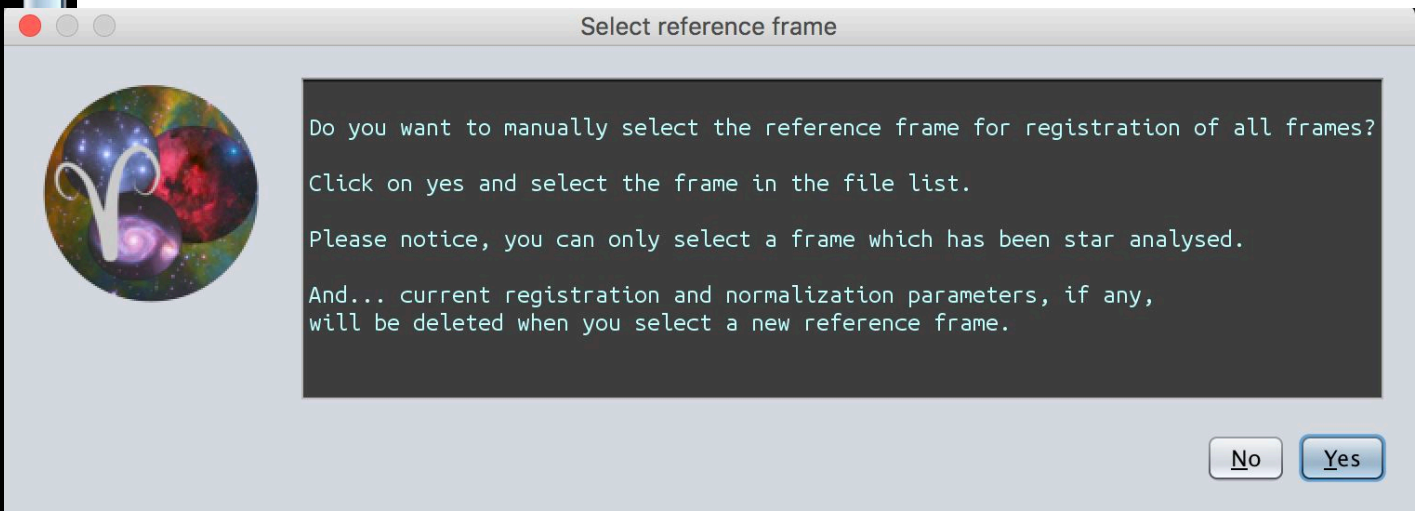 Select reference frame
Do you want to manually select the reference frame for registration of all frames?
Click on yes and select the frame in the file list.
Please notice, you can only select a frame which has been star analysed.
And... current registration and normalization parameters, if any,
will be deleted when you select a new reference frame.
No Yes